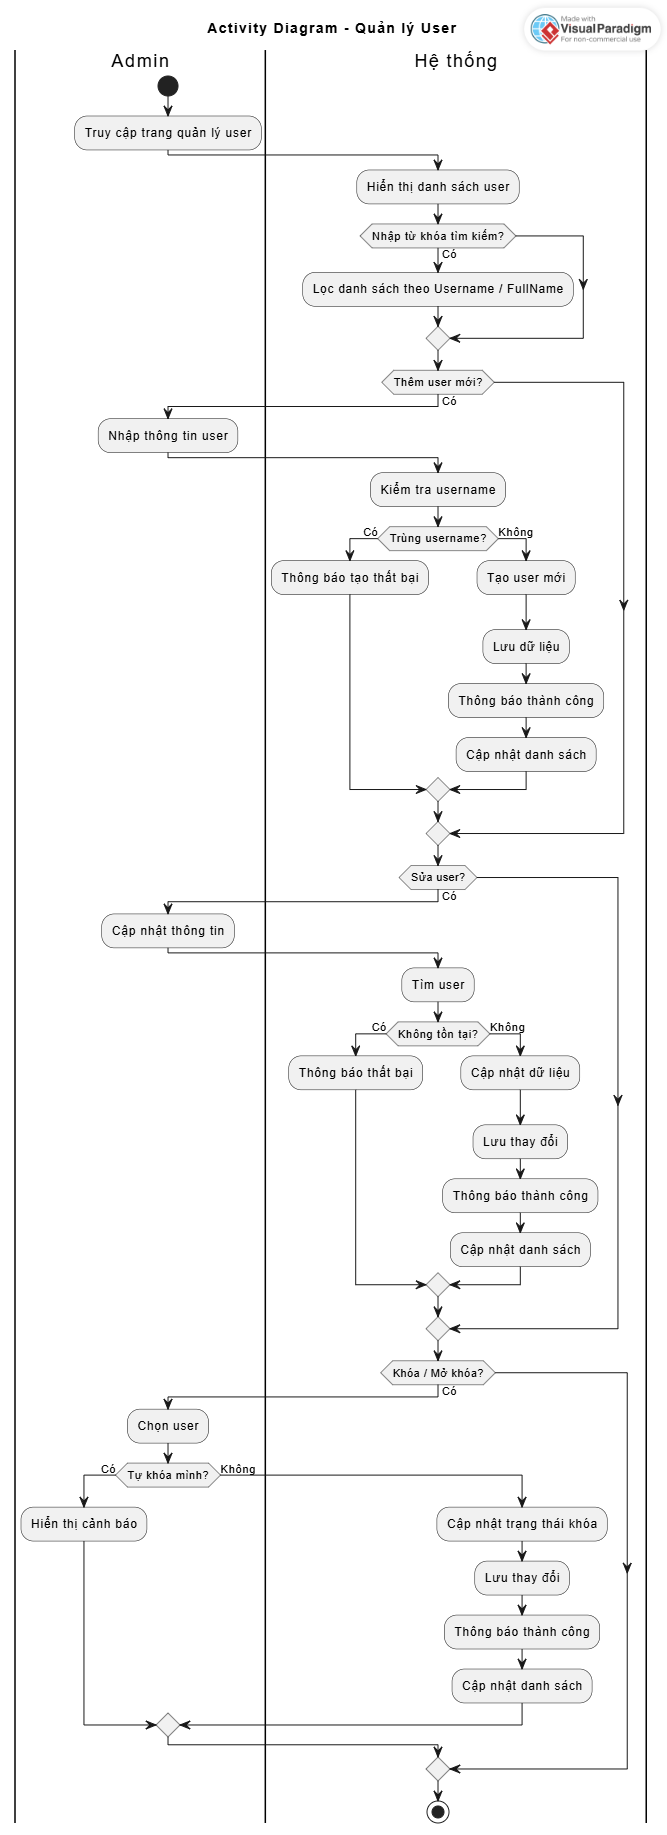 Activity Diagram - Quản lý User
Made with
VisualParadigm
For non-commercial use
Admin
Hệ thống
Truy cập trang quản lý user
Hiển thị danh sách user
Nhập từ khóa tìm kiếm?
Có
Lọc danh sách theo Username / FullName
Thêm user mới?
Có
Nhập thông tin user
Kiểm tra username
Có
Trùng username?
Không
Thông báo tạo thất bại
Tạo user mới
Lưu dữ liệu
Thông báo thành công
Cập nhật danh sách
Sửa user?
Có
Cập nhật thông tin
Tìm user
Có
Không tồn tại?
Không
Thông báo thất bại
Cập nhật dữ liệu
Lưu thay đổi
Thông báo thành công
Cập nhật danh sách
Khóa / Mở khóa?
Có
Chọn user
Có
Tự khóa mình?
Không
Hiển thị cảnh báo
Cập nhật trạng thái khóa
Lưu thay đổi
Thông báo thành công
Cập nhật danh sách